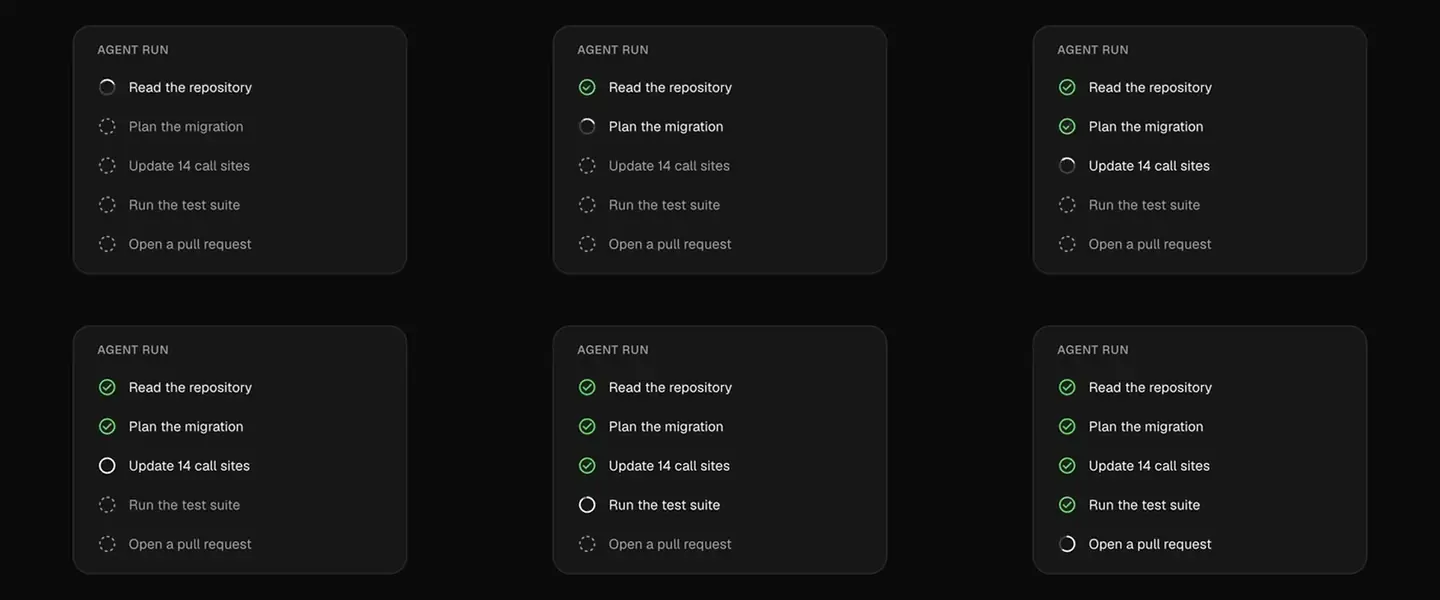 AGENT RUN
Read the repository
Plan the migration
Update 14 call sites
Run the test suite
Open a pull request
AGENT RUN
Read the repository
Plan the migration
Update 14 call sites
Run the test suite
Open a pull request
AGENT RUN
Read the repository
Plan the migration
Update 14 call sites
Run the test suite
Open a pull request
AGENT RUN
Read the repository
Plan the migration
Update 14 call sites
Run the test suite
Open a pull request
AGENT RUN
Read the repository
Plan the migration
Update 14 call sites
Run the test suite
Open a pull request
AGENT RUN
Read the repository
Plan the migration
Update 14 call sites
Run the test suite
Open a pull request